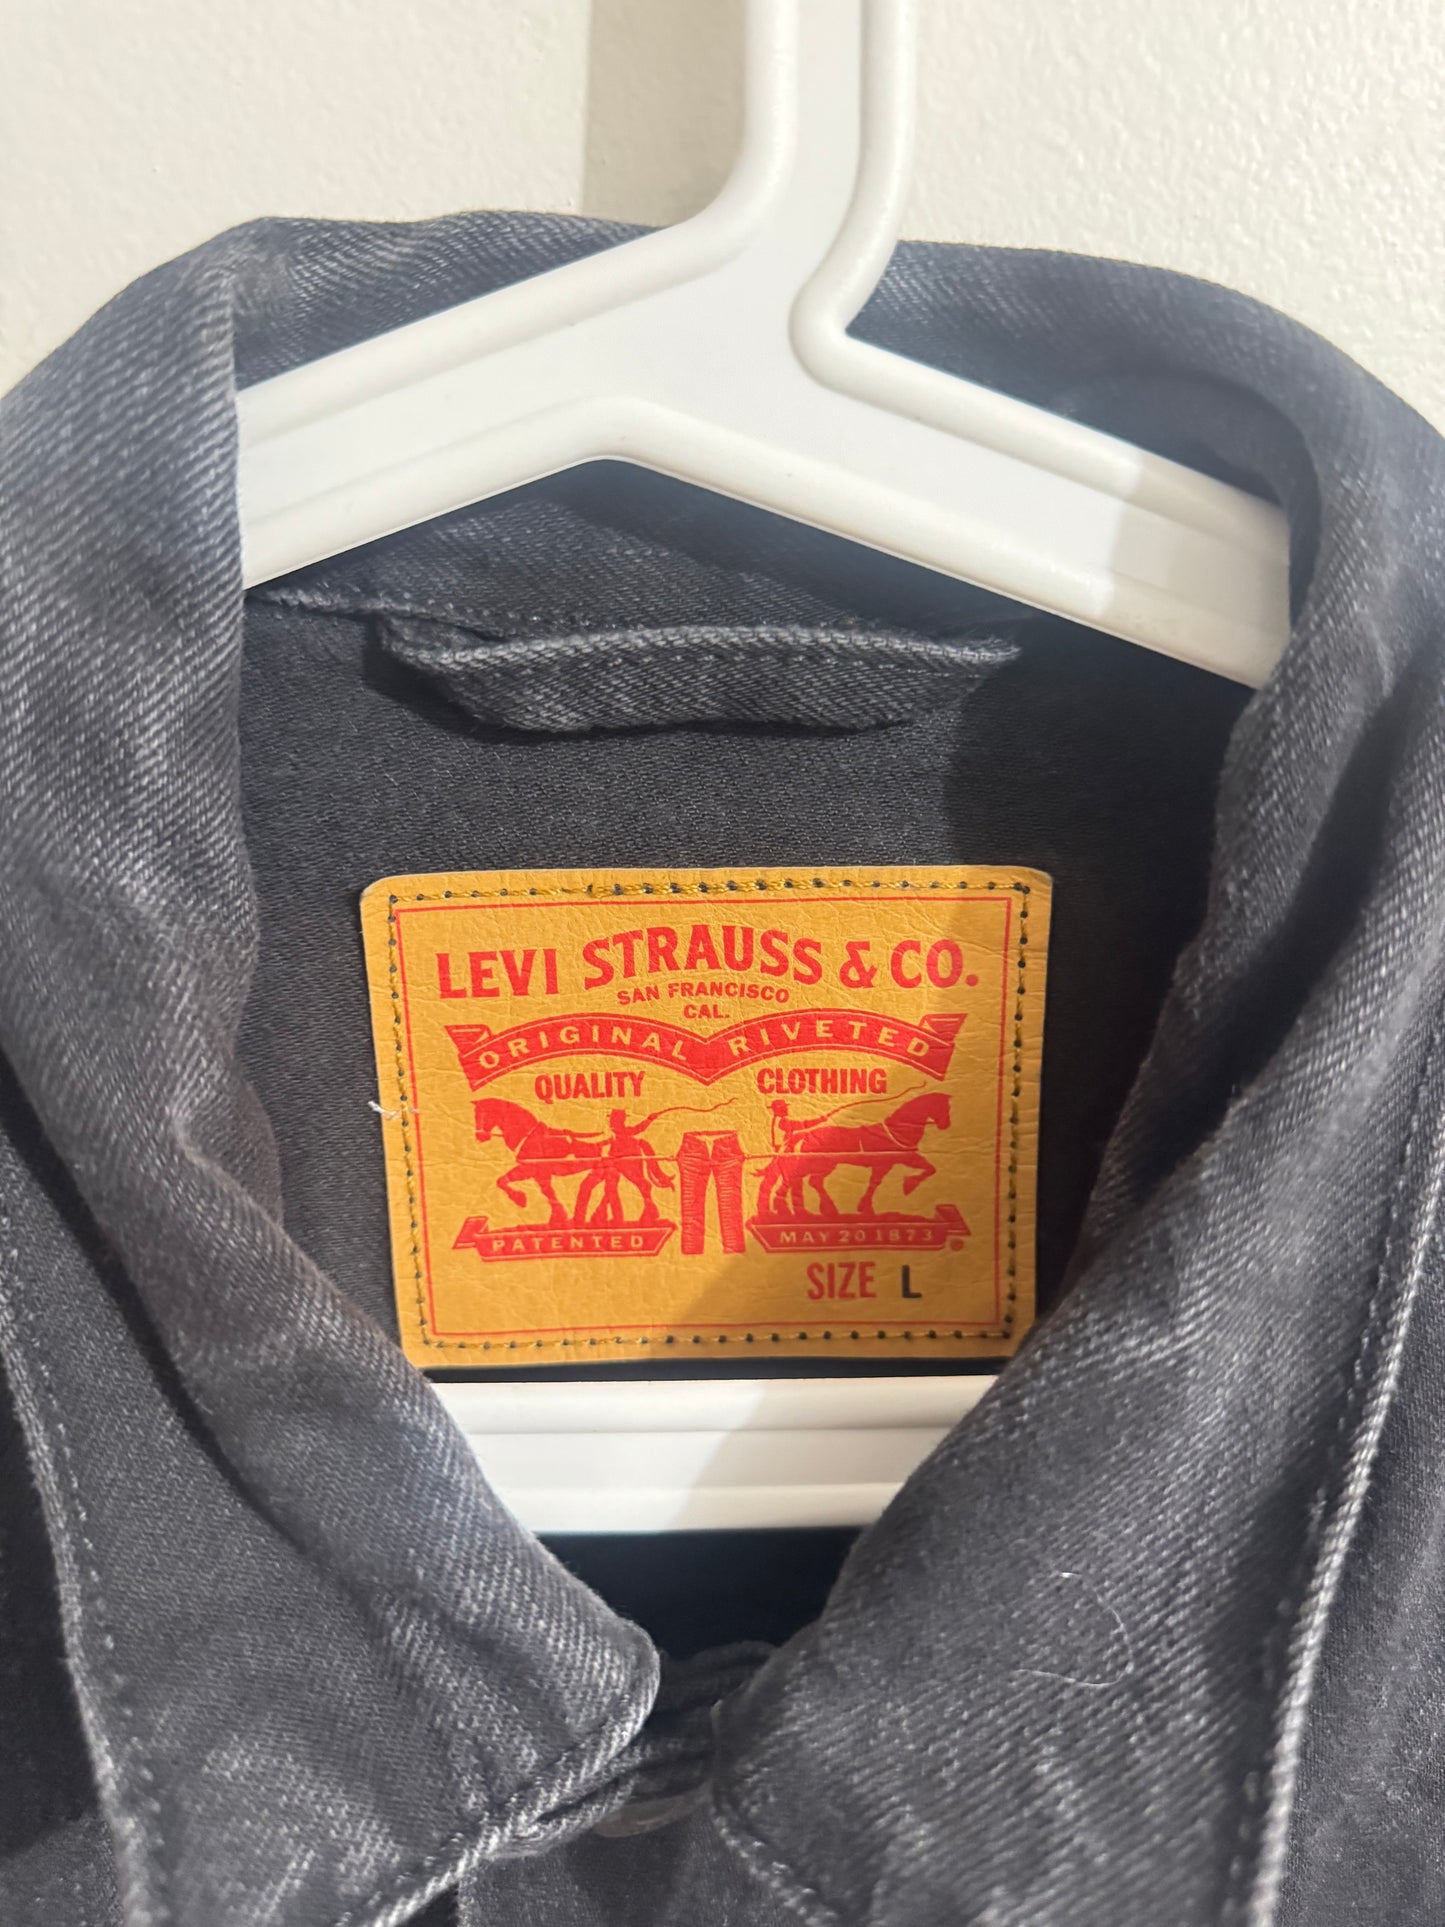 LEVI STRAUSS & CO.
SAN FRANCISCO
CAL.
ORIGINAL RIVETED
QUALITY CLOTHING
PATENTED MAY 20 1873
SIZE L